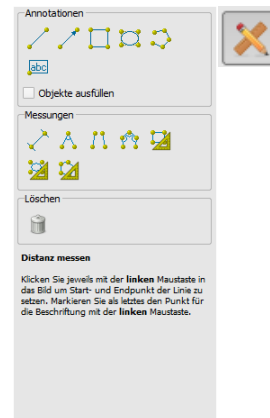 Annotationen
abc
Objekte ausfüllen
Messungen
Löschen
Distanz messen
Klicken Sie jeweils mit der linken Maustaste in
das Bild um Start- und Endpunkt der Linie zu
setzen. Markieren Sie als letztes den Punkt für
die Beschriftung mit der linken Maustaste.